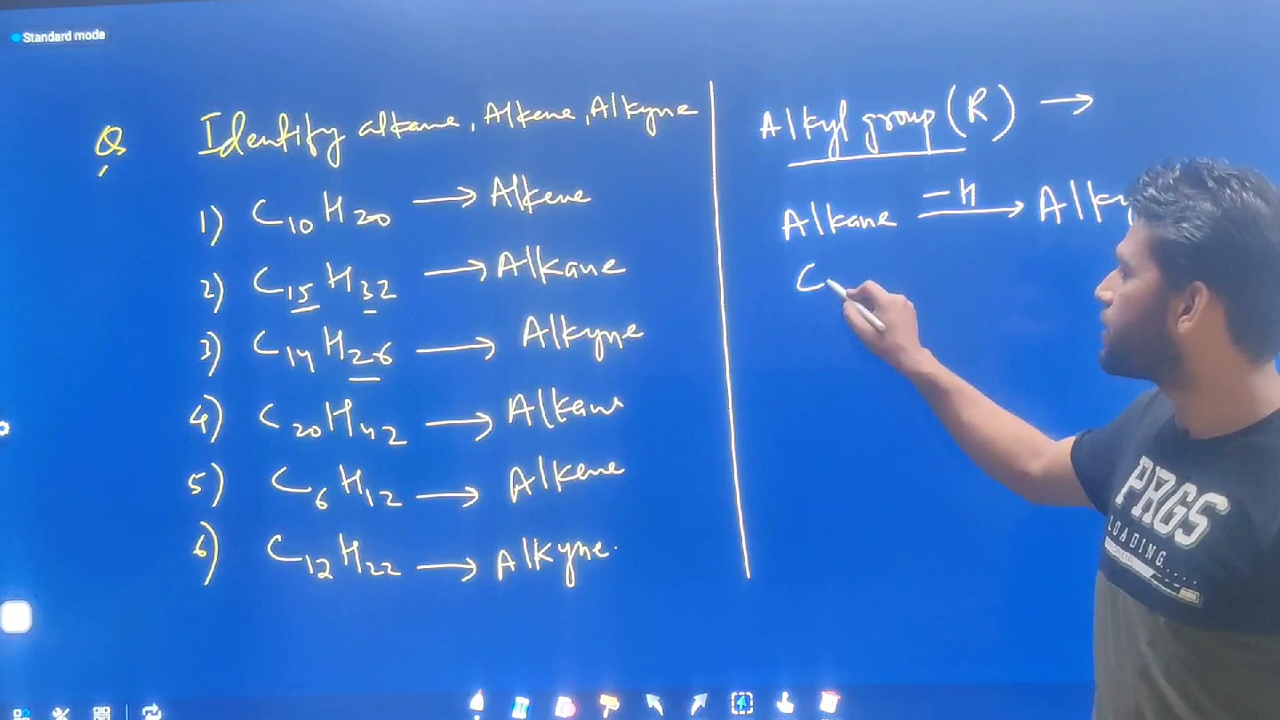 Standard mode
Q Identify alkane, Alkene, Alkyne
1) C10H20 → Alkene
2) C15H32 → Alkane
3) C14H26 → Alkyne
4) C20H42 → Alkane
5) C6H12 → Alkene
6) C12H22 → Alkyne.
Alkyl group (R) →
Alkane -H → Alky
C
PRGS
LOADING.....